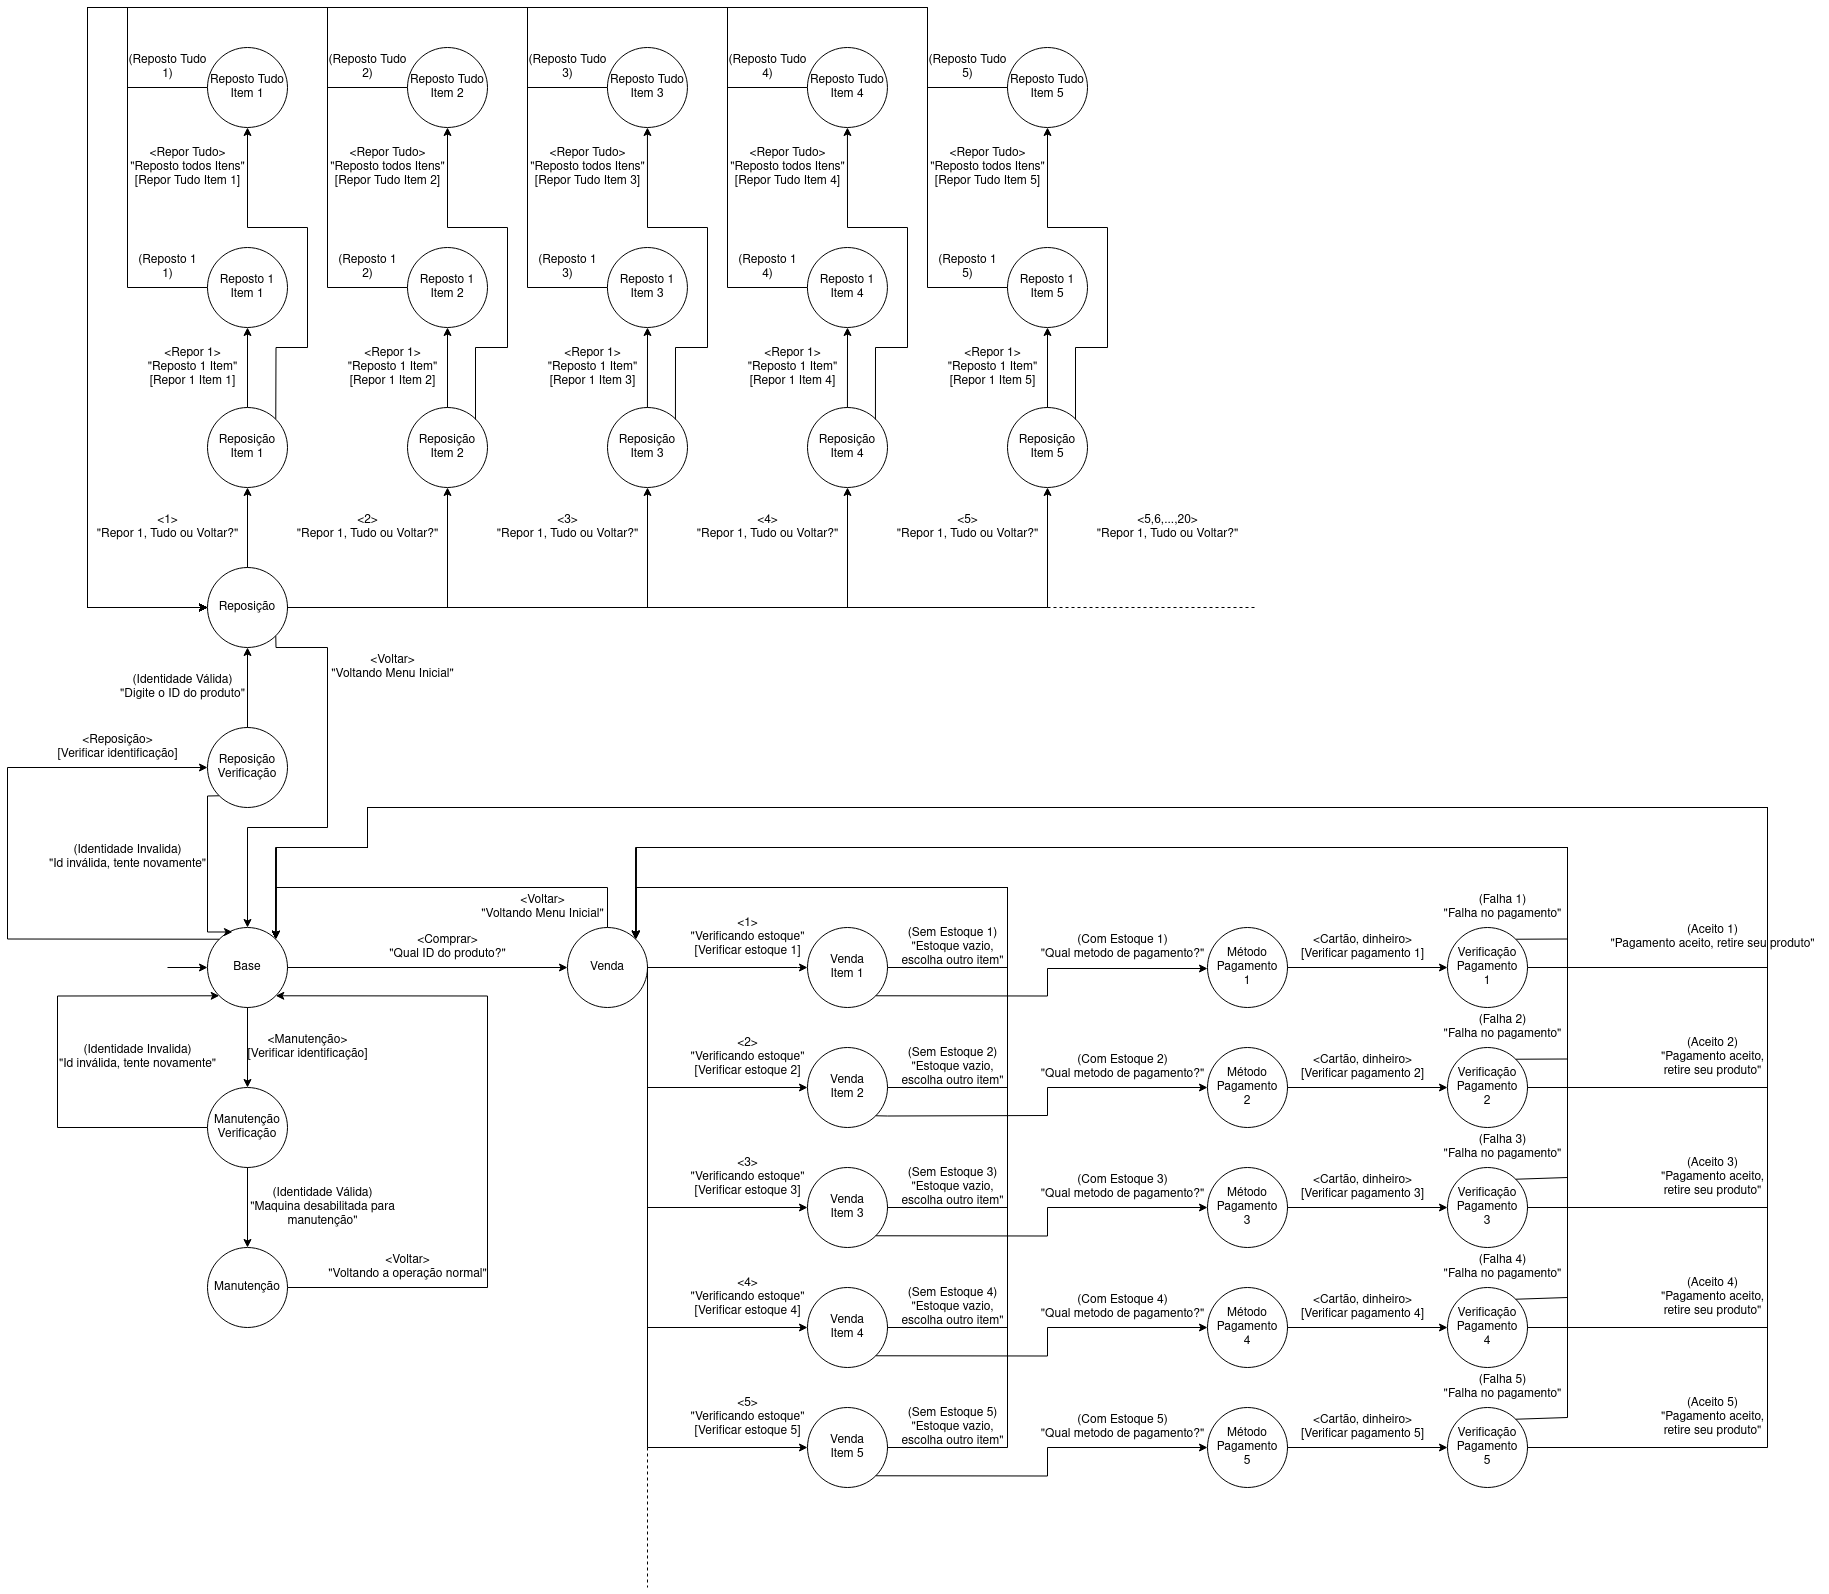 (Reposto Tudo
1)
Reposto Tudo
Item 1
(Reposto Tudo
2)
Reposto Tudo
Item 2
(Reposto Tudo
3)
Reposto Tudo
Item 3
(Reposto Tudo
4)
Reposto Tudo
Item 4
(Reposto Tudo
5)
Reposto Tudo
Item 5
<Repor Tudo>
"Reposto todos Itens"
[Repor Tudo Item 1]
<Repor Tudo>
"Reposto todos Itens"
[Repor Tudo Item 2]
<Repor Tudo>
"Reposto todos Itens"
[Repor Tudo Item 3]
<Repor Tudo>
"Reposto todos Itens"
[Repor Tudo Item 4]
<Repor Tudo>
"Reposto todos Itens"
[Repor Tudo Item 5]
(Reposto 1
1)
Reposto 1
Item 1
(Reposto 1
2)
Reposto 1
Item 2
(Reposto 1
3)
Reposto 1
Item 3
(Reposto 1
4)
Reposto 1
Item 4
(Reposto 1
5)
Reposto 1
Item 5
<Repor 1>
"Reposto 1 Item"
[Repor 1 Item 1]
<Repor 1>
"Reposto 1 Item"
[Repor 1 Item 2]
<Repor 1>
"Reposto 1 Item"
[Repor 1 Item 3]
<Repor 1>
"Reposto 1 Item"
[Repor 1 Item 4]
<Repor 1>
"Reposto 1 Item"
[Repor 1 Item 5]
Reposição
Item 1
Reposição
Item 2
Reposição
Item 3
Reposição
Item 4
Reposição
Item 5
<1>
"Repor 1, Tudo ou Voltar?"
<2>
"Repor 1, Tudo ou Voltar?"
<3>
"Repor 1, Tudo ou Voltar?"
<4>
"Repor 1, Tudo ou Voltar?"
<5>
"Repor 1, Tudo ou Voltar?"
<5,6,...,20>
"Repor 1, Tudo ou Voltar?"
Reposição
<Voltar>
"Voltando Menu Inicial"
(Identidade Válida)
"Digite o ID do produto"
<Reposição>
[Verificar identificação]
Reposição
Verificação
(Identidade Invalida)
"Id inválida, tente novamente"
<Voltar>
"Voltando Menu Inicial"
Base
<Comprar>
"Qual ID do produto?"
Venda
<Manutenção>
[Verificar identificação]
(Identidade Invalida)
"Id inválida, tente novamente"
Manutenção
Verificação
(Identidade Válida)
"Maquina desabilitada para
manutenção"
Manutenção
<Voltar>
"Voltando a operação normal"
<1>
"Verificando estoque"
[Verificar estoque 1]
Venda
Item 1
(Sem Estoque 1)
"Estoque vazio,
escolha outro item"
(Com Estoque 1)
"Qual metodo de pagamento?"
Método
Pagamento
1
<Cartão, dinheiro>
[Verificar pagamento 1]
Verificação
Pagamento
1
(Falha 1)
"Falha no pagamento"
(Aceito 1)
"Pagamento aceito, retire seu produto"
<2>
"Verificando estoque"
[Verificar estoque 2]
Venda
Item 2
(Sem Estoque 2)
"Estoque vazio,
escolha outro item"
(Com Estoque 2)
"Qual metodo de pagamento?"
Método
Pagamento
2
<Cartão, dinheiro>
[Verificar pagamento 2]
Verificação
Pagamento
2
(Falha 2)
"Falha no pagamento"
(Aceito 2)
"Pagamento aceito,
retire seu produto"
<3>
"Verificando estoque"
[Verificar estoque 3]
Venda
Item 3
(Sem Estoque 3)
"Estoque vazio,
escolha outro item"
(Com Estoque 3)
"Qual metodo de pagamento?"
Método
Pagamento
3
<Cartão, dinheiro>
[Verificar pagamento 3]
Verificação
Pagamento
3
(Falha 3)
"Falha no pagamento"
(Aceito 3)
"Pagamento aceito,
retire seu produto"
<4>
"Verificando estoque"
[Verificar estoque 4]
Venda
Item 4
(Sem Estoque 4)
"Estoque vazio,
escolha outro item"
(Com Estoque 4)
"Qual metodo de pagamento?"
Método
Pagamento
4
<Cartão, dinheiro>
[Verificar pagamento 4]
Verificação
Pagamento
4
(Falha 4)
"Falha no pagamento"
(Aceito 4)
"Pagamento aceito,
retire seu produto"
<5>
"Verificando estoque"
[Verificar estoque 5]
Venda
Item 5
(Sem Estoque 5)
"Estoque vazio,
escolha outro item"
(Com Estoque 5)
"Qual metodo de pagamento?"
Método
Pagamento
5
<Cartão, dinheiro>
[Verificar pagamento 5]
Verificação
Pagamento
5
(Falha 5)
"Falha no pagamento"
(Aceito 5)
"Pagamento aceito,
retire seu produto"